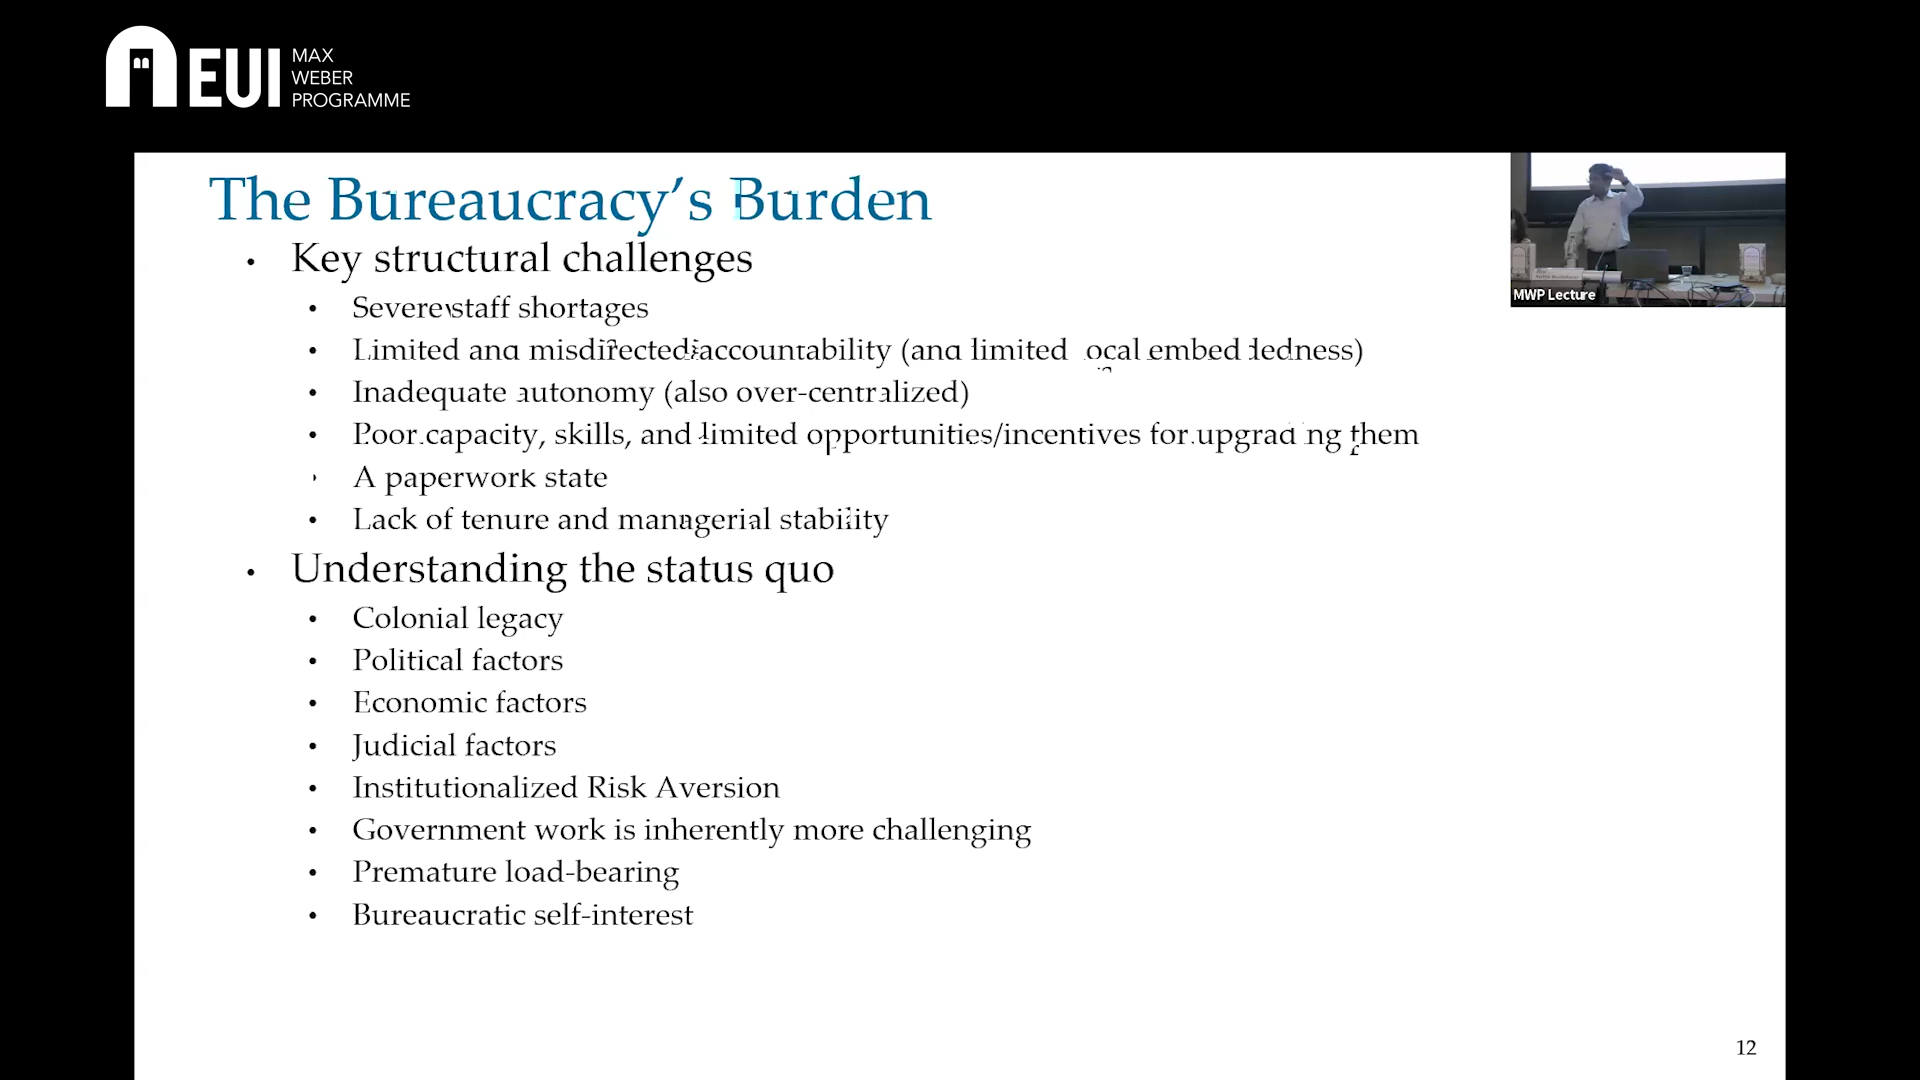 EUI
MAX
WEBER
PROGRAMME
The Bureaucracy's Burden
• Key structural challenges
• Severe staff shortages
• Limited and misdirected accountability (and limited local embeddedness)
• Inadequate autonomy (also over-centralized)
• Poor capacity, skills, and limited opportunities/incentives for upgrading them
• A paperwork state
• Lack of tenure and managerial stability
• Understanding the status quo
• Colonial legacy
• Political factors
• Economic factors
• Judicial factors
• Institutionalized Risk Aversion
• Government work is inherently more challenging
• Premature load-bearing
• Bureaucratic self-interest
MWP Lecture
12